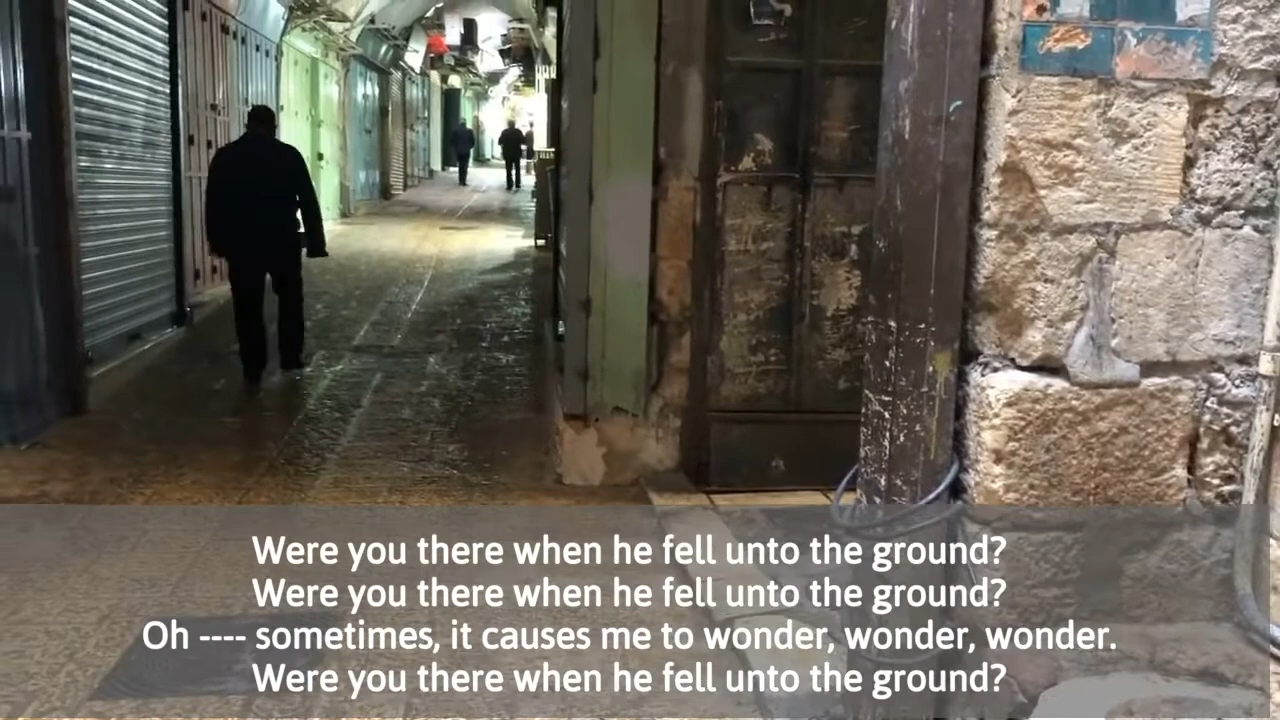 Were you there when he fell unto the ground?
Were you there when he fell unto the ground?
Oh ---- sometimes, it causes me to wonder, wonder, wonder.
Were you there when he fell unto the ground?